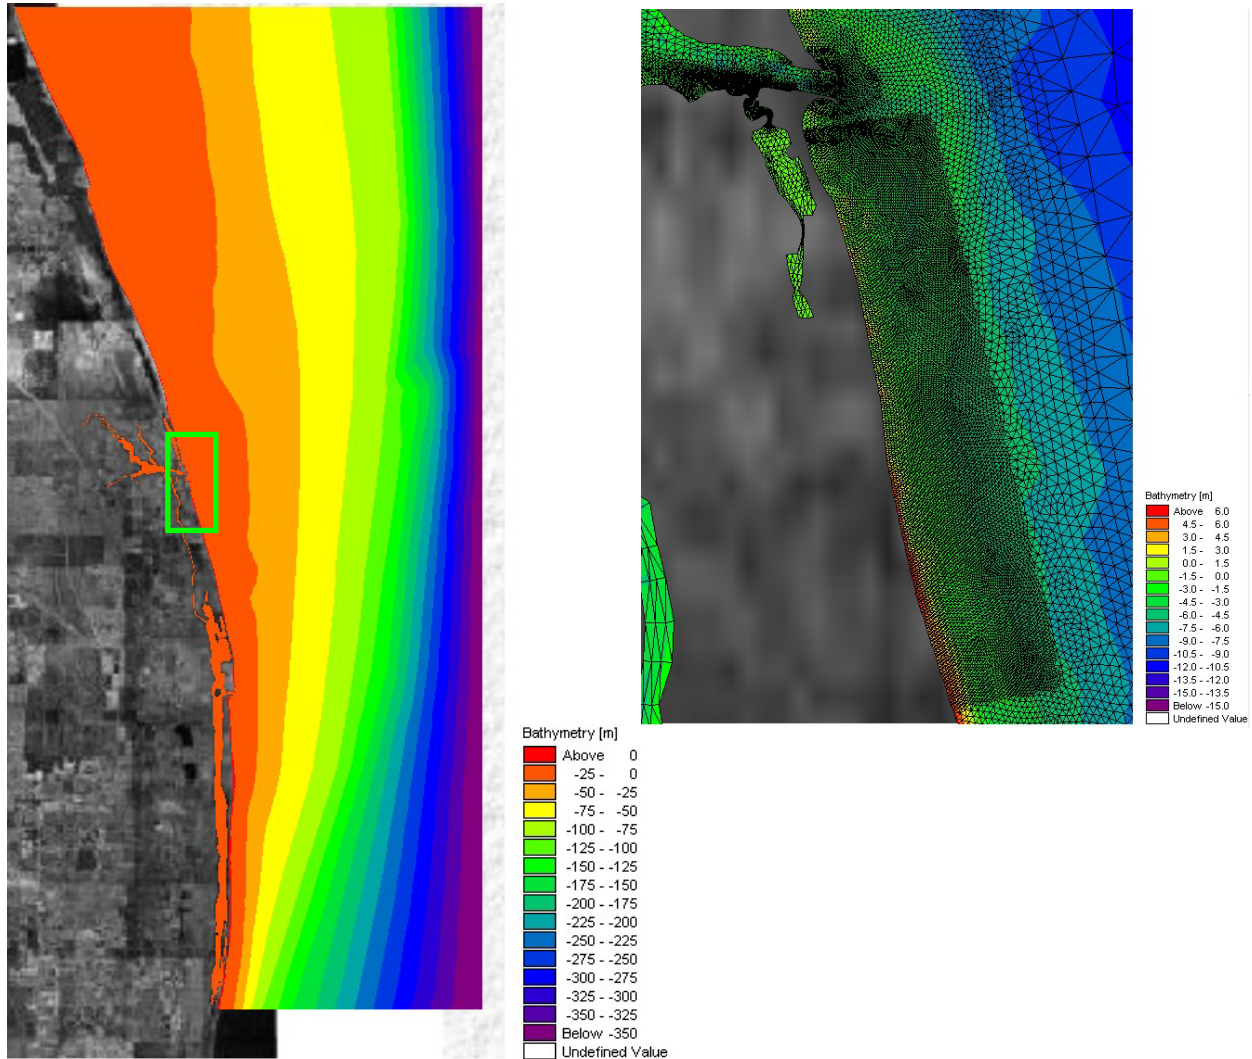 Bathymetry [m]
Above 0
-25 - 0
-50 - -25
-75 - -50
-100 - -75
-125 - -100
-150 - -125
-175 - -150
-200 - -175
-225 - -200
-250 - -225
-275 - -250
-300 - -275
-325 - -300
-350 - -325
Below -350
Undefined Value
Bathymetry [m]
Above 6.0
4.5 - 6.0
3.0 - 4.5
1.5 - 3.0
0.0 - 1.5
-1.5 - 0.0
-3.0 - -1.5
-4.5 - -3.0
-6.0 - -4.5
-7.5 - -6.0
-9.0 - -7.5
-10.5 - -9.0
-12.0 - -10.5
-13.5 - -12.0
-15.0 - -13.5
Below -15.0
Undefined Value